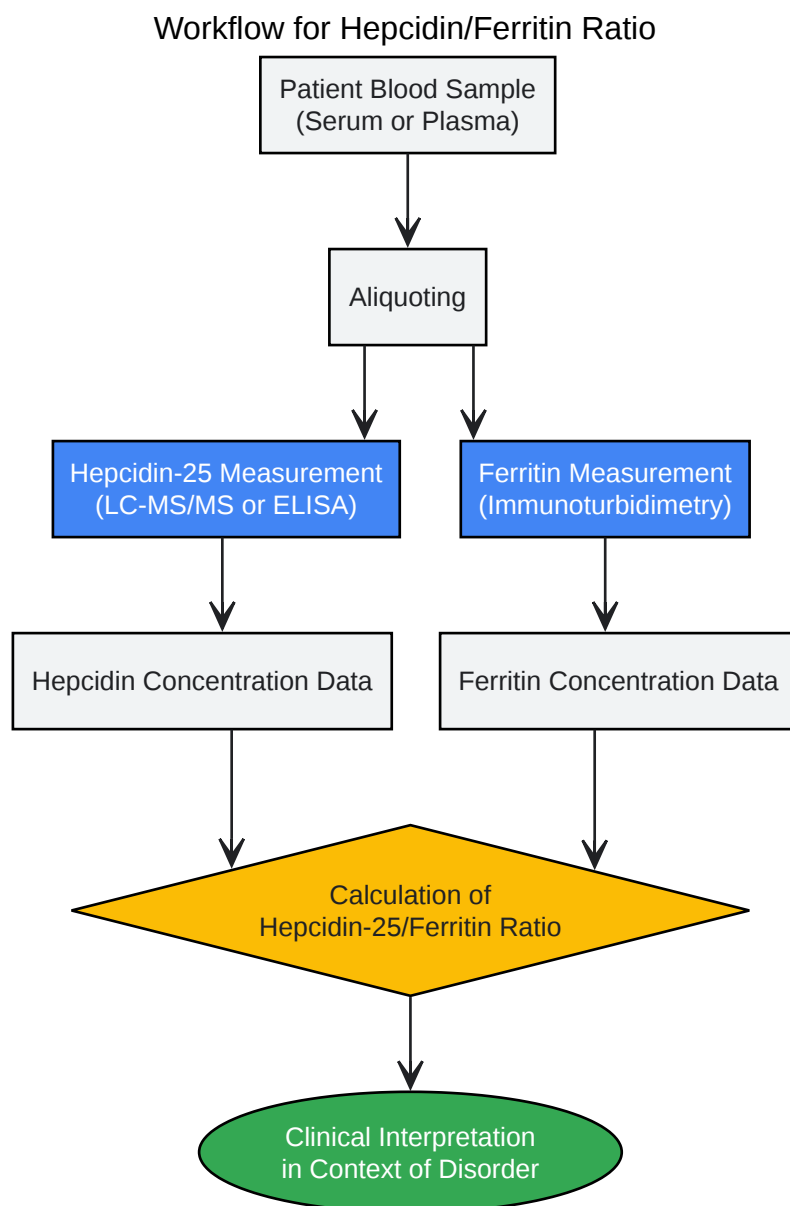 Workflow for Hepcidin/Ferritin Ratio
Patient Blood Sample
(Serum or Plasma)
Aliquoting
Hepcidin-25 Measurement
(LC-MS/MS or ELISA)
Ferritin Measurement
(Immunoturbidimetry)
Hepcidin Concentration Data
Ferritin Concentration Data
Calculation of
Hepcidin-25/Ferritin Ratio
Clinical Interpretation
in Context of Disorder